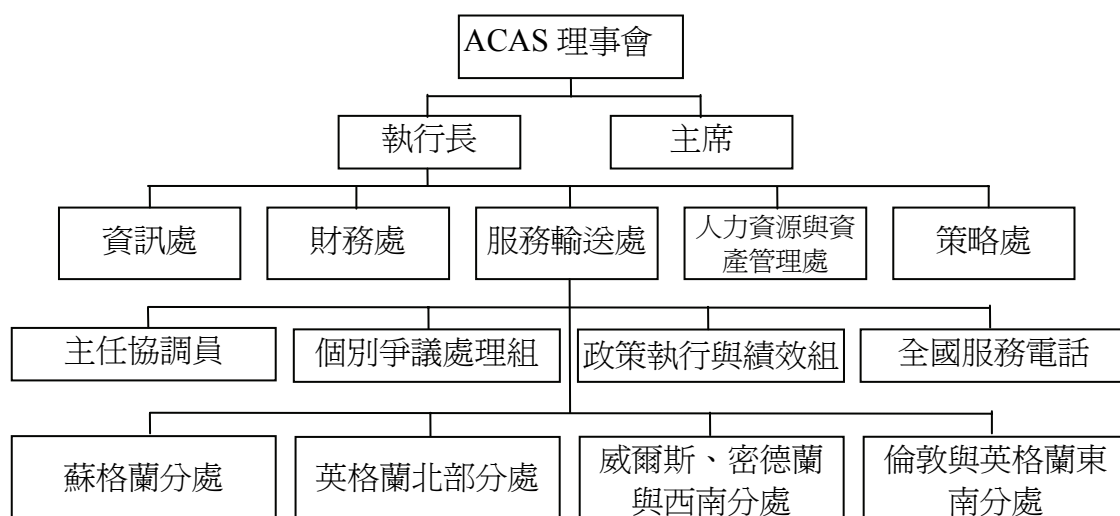 ACAS 理事會
執行長
主席
資訊處
財務處
服務輸送處
人力資源與資
產管理處
策略處
主任協調員
個別爭議處理組
政策執行與績效組
全國服務電話
蘇格蘭分處
英格蘭北部分處
威爾斯、密德蘭
與西南分處
倫敦與英格蘭東
南分處